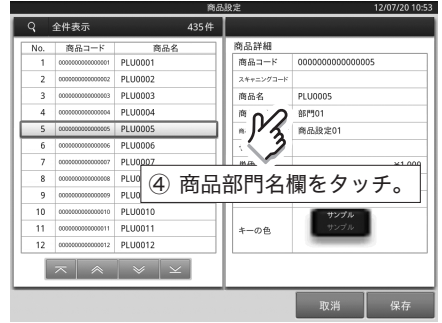 商品設定 12/07/20 10:53
全件表示 435件
No. 商品コード 商品名
1 0000000000000001 PLU0001
2 0000000000000002 PLU0002
3 0000000000000003 PLU0003
4 0000000000000004 PLU0004
5 0000000000000005 PLU0005
6 0000000000000006 PLU0006
7 0000000000000007 PLU0007
8 0000000000000008 PLU0
9 0000000000000009 PLU0
10 0000000000000010 PLU0010
11 0000000000000011 PLU0011
12 0000000000000012 PLU0012
商品詳細
商品コード 0000000000000005
スキャニングコード
商品名 PLU0005
部門01
商品設定01
¥1,000
④ 商品部門名欄をタッチ。
キーの色
サンプル
サンプル
取消 保存